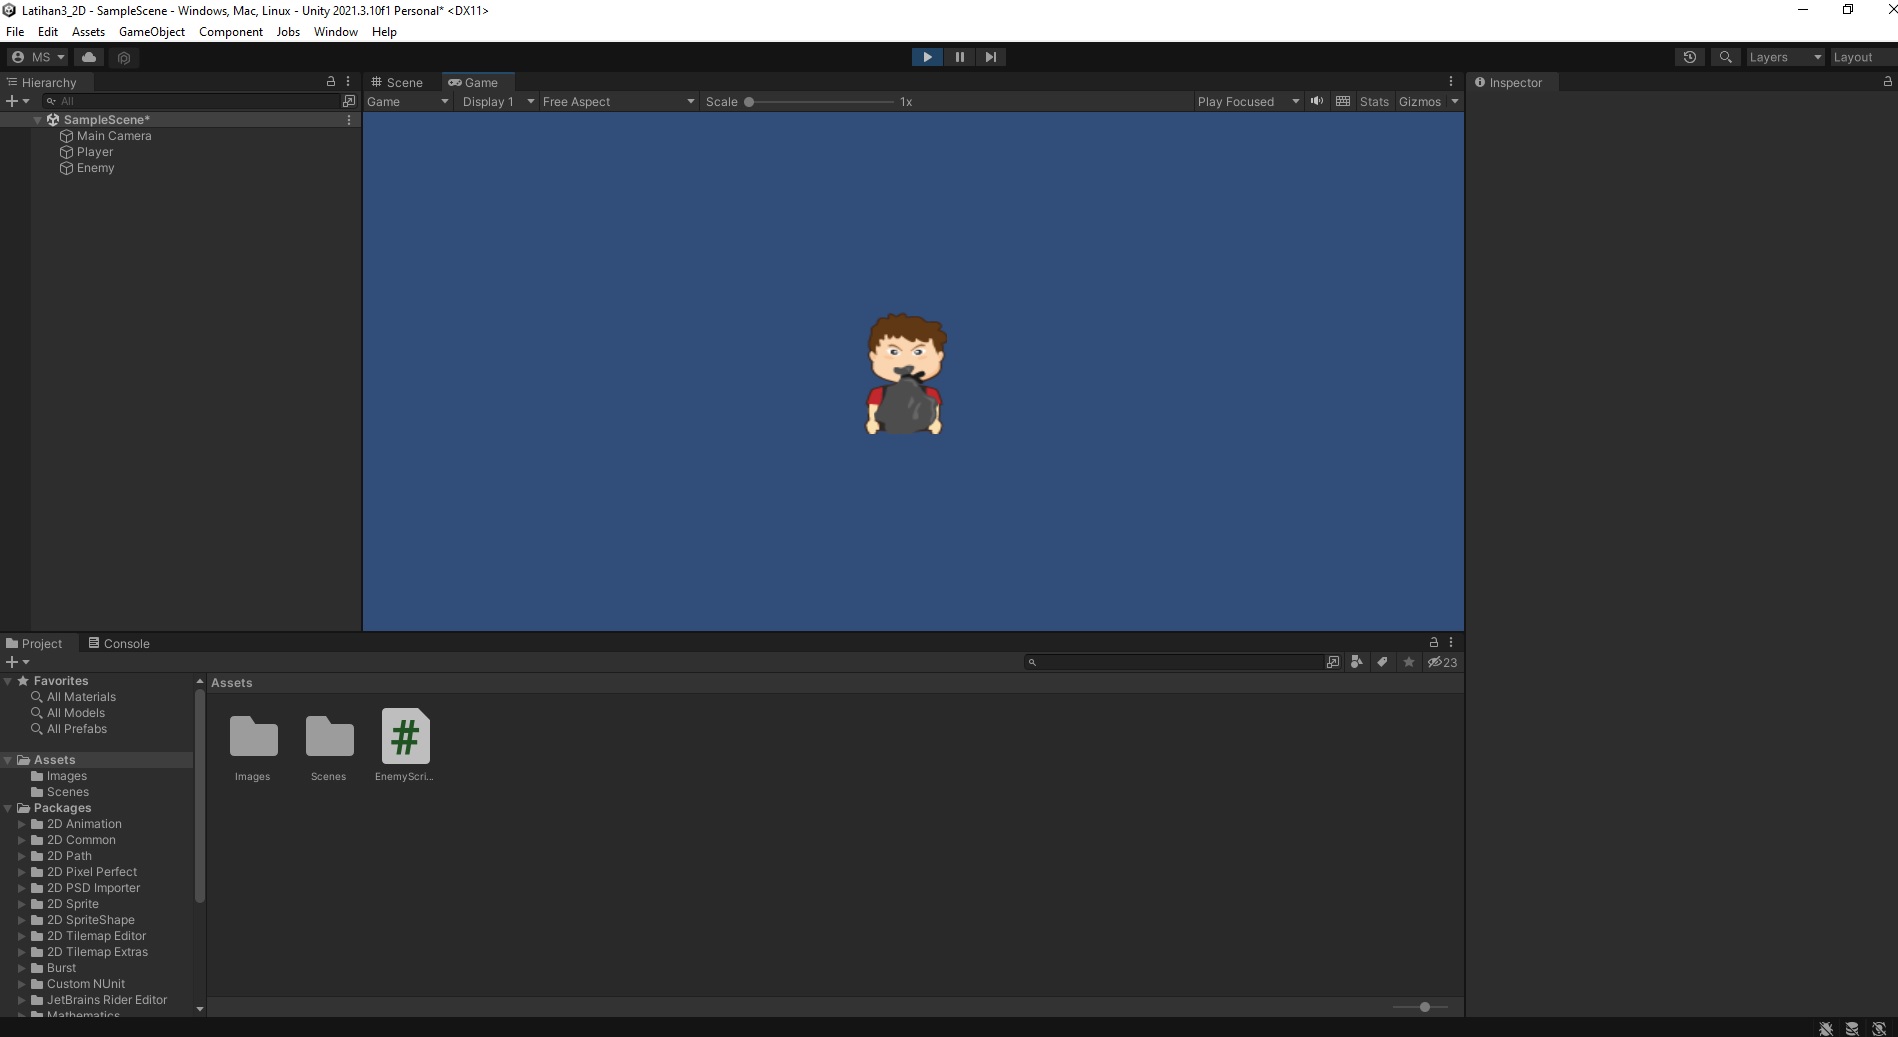 Latihan3_2D - SampleScene - Windows, Mac, Linux - Unity 2021.3.10f1 Personal* <DX11>
File Edit Assets GameObject Component Jobs Window Help
MS
Layers Layout
Hierarchy
All
SampleScene*
Main Camera
Player
Enemy
Scene Game
Game Display 1 Free Aspect Scale 1x Play Focused Stats Gizmos
Inspector
Project Console
23
Favorites
All Materials
All Models
All Prefabs
Assets
Images
Scenes
Packages
2D Animation
2D Common
2D Path
2D Pixel Perfect
2D PSD Importer
2D Sprite
2D SpriteShape
2D Tilemap Editor
2D Tilemap Extras
Burst
Custom NUnit
JetBrains Rider Editor
Mathematics
Assets
#
Images Scenes EnemyScri...